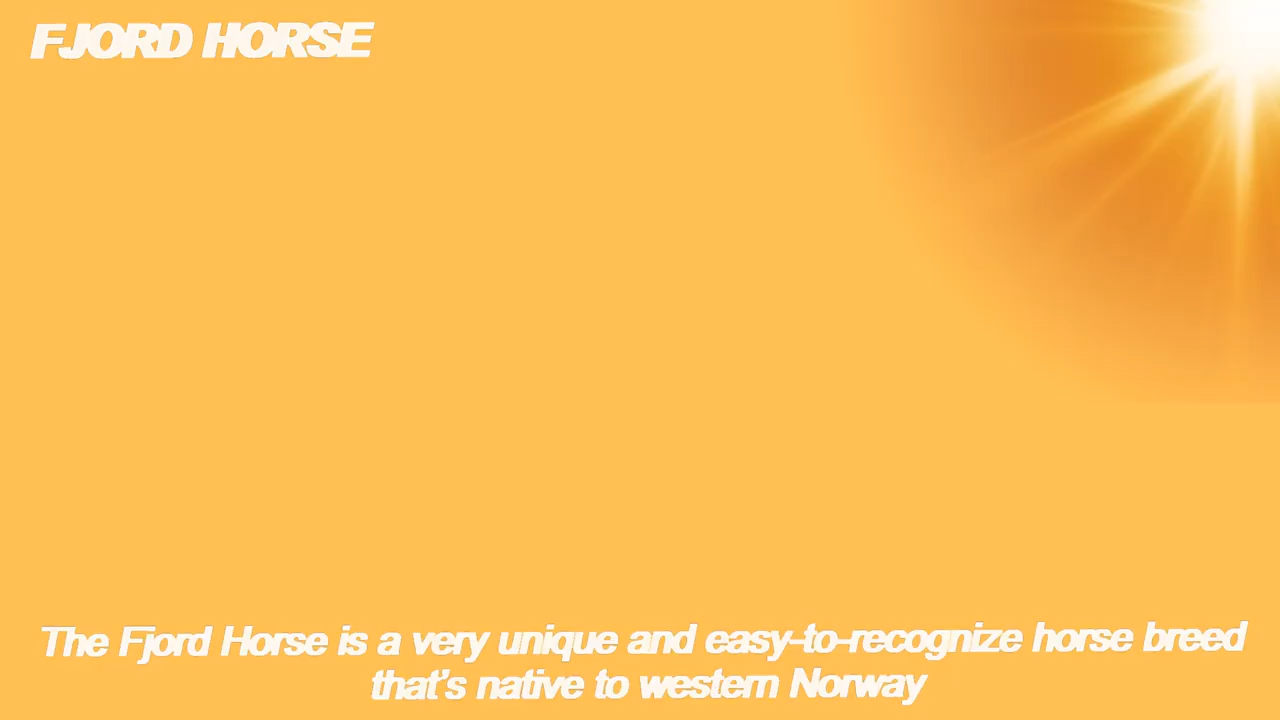 FJORD HORSE
The Fjord Horse is a very unique and easy-to-recognize horse breed
that's native to western Norway